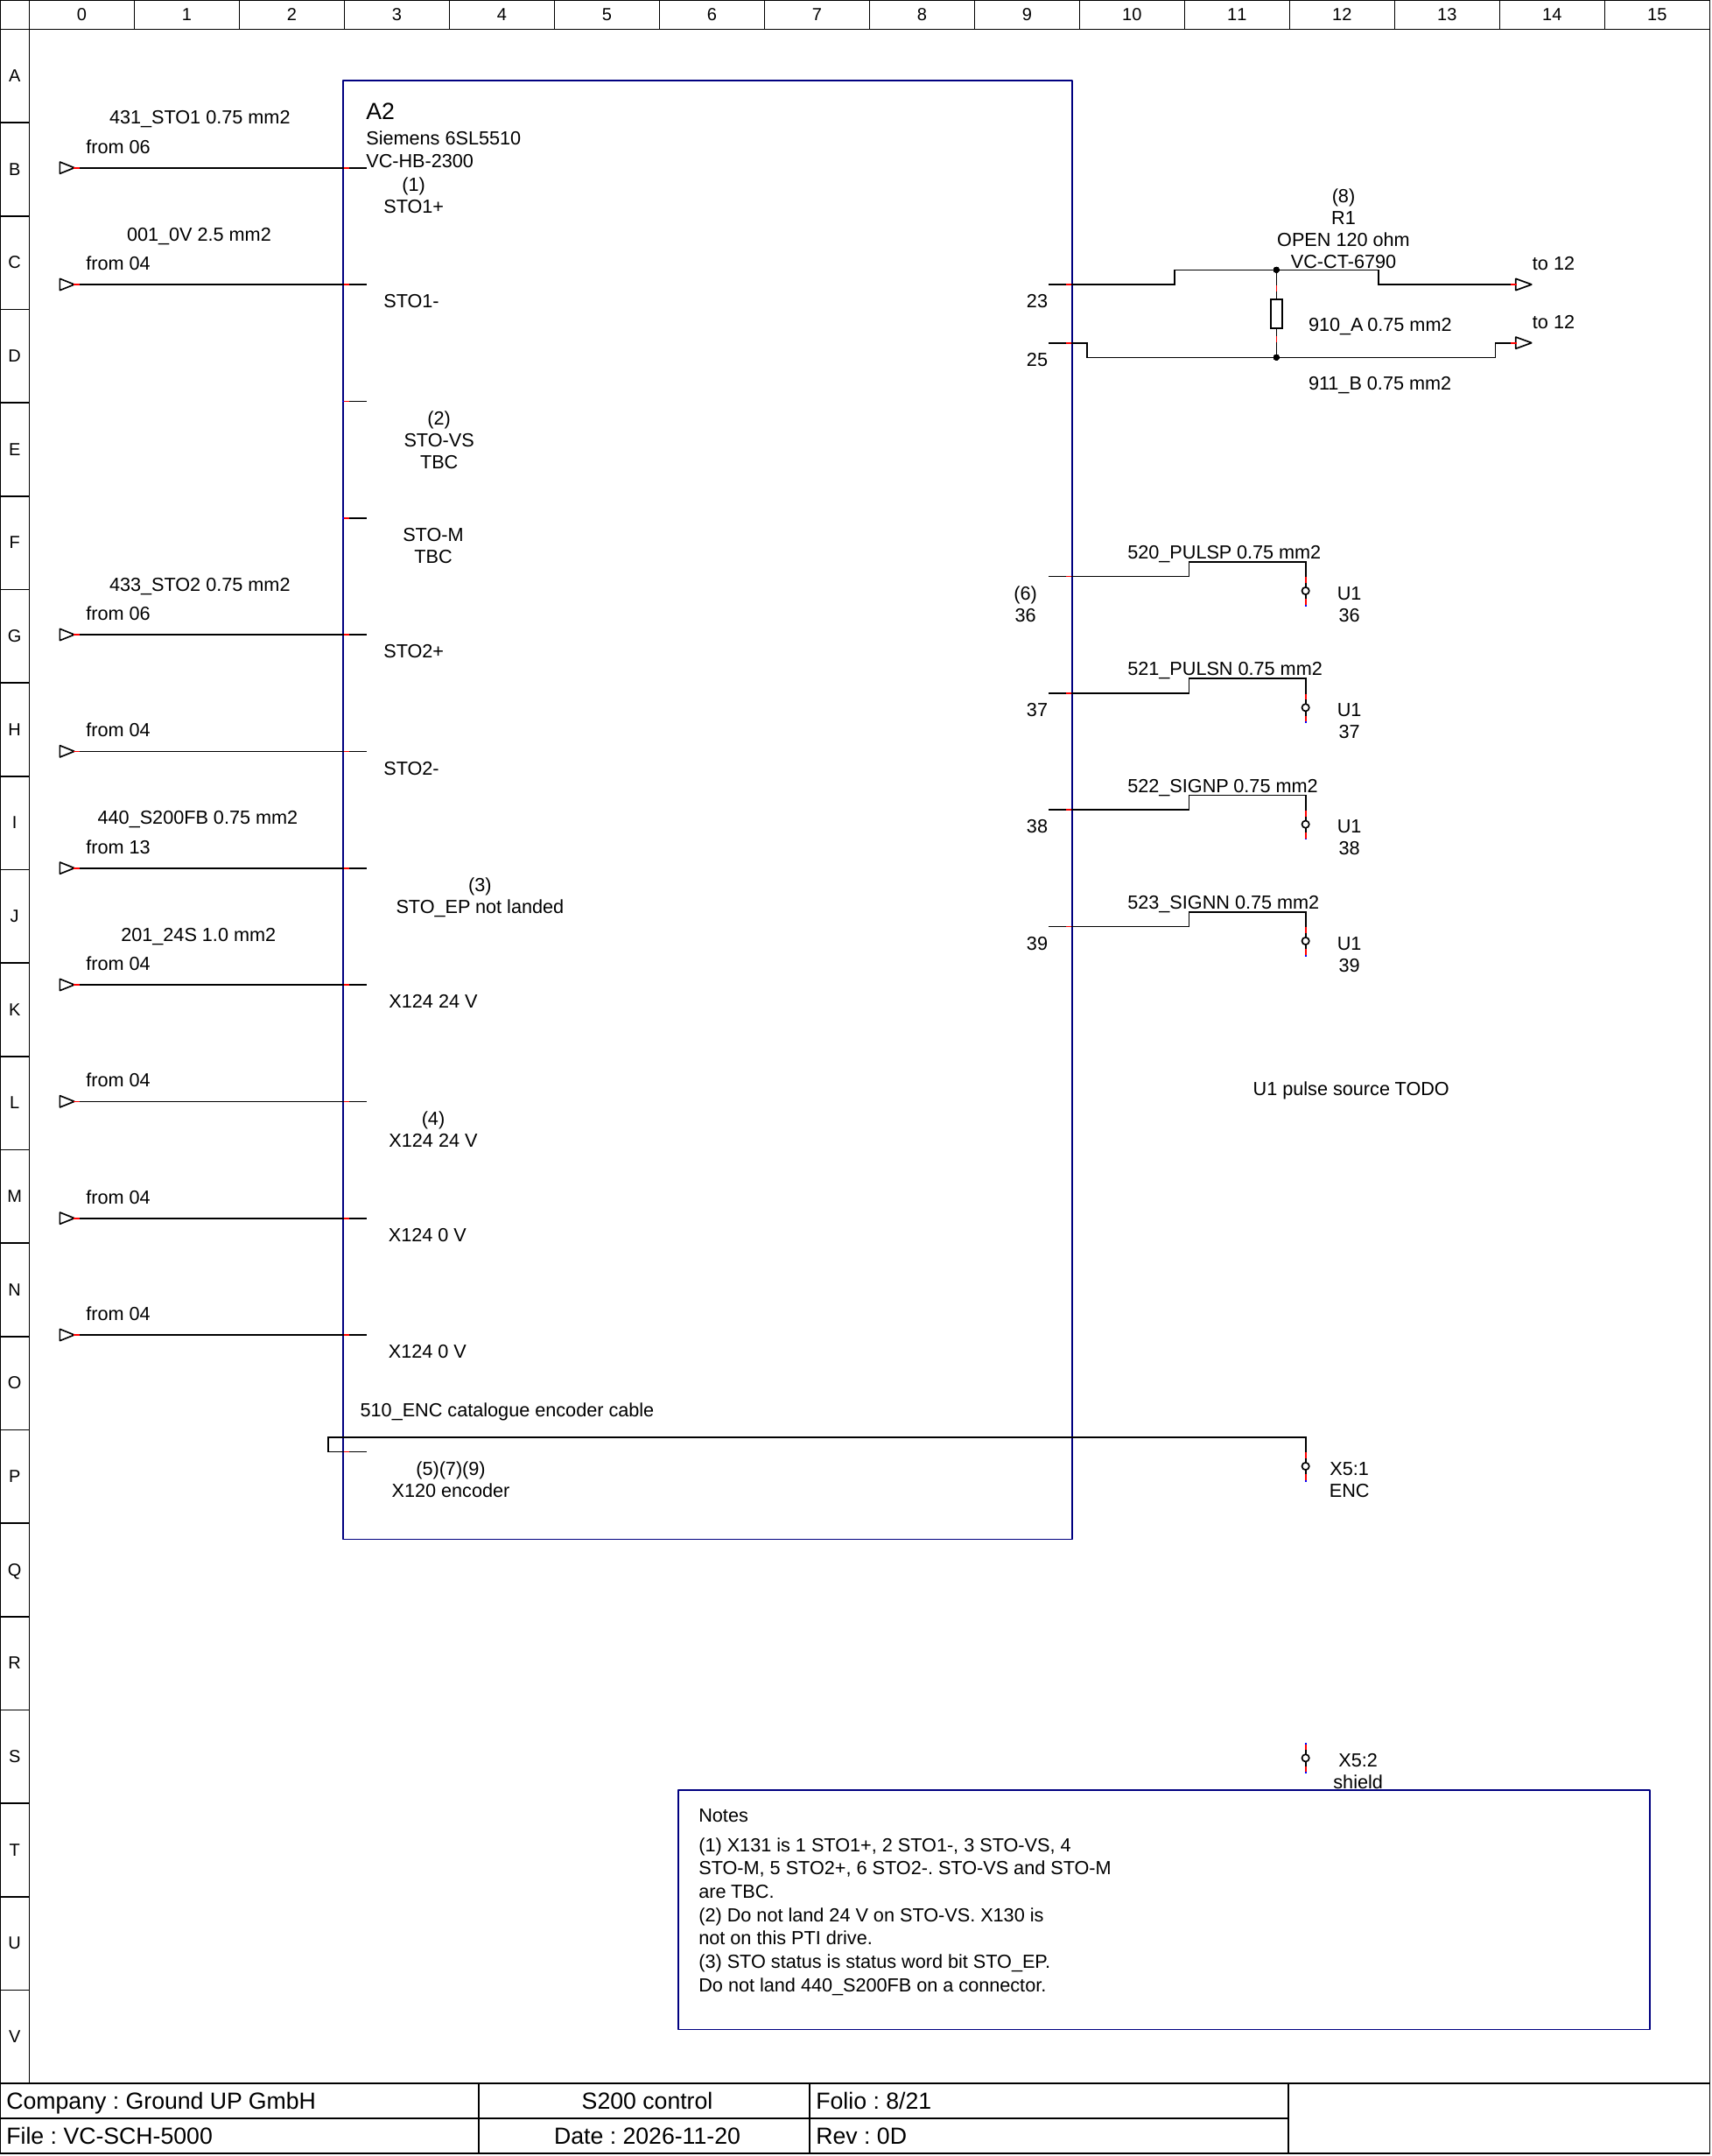 0 1 2 3 4 5 6 7 8 9 10 11 12 13 14 15
A
B
C
D
E
F
G
H
I
J
K
L
M
N
O
P
Q
R
S
T
U
V
431_STO1 0.75 mm2
from 06
001_0V 2.5 mm2
from 04
433_STO2 0.75 mm2
from 06
from 04
440_S200FB 0.75 mm2
from 13
201_24S 1.0 mm2
from 04
from 04
from 04
from 04
A2
Siemens 6SL5510
VC-HB-2300
(1)
STO1+
STO1-
(2)
STO-VS
TBC
STO-M
TBC
STO2+
STO2-
(3)
STO_EP not landed
X124 24 V
(4)
X124 24 V
X124 0 V
X124 0 V
510_ENC catalogue encoder cable
(5)(7)(9)
X120 encoder
23
25
(6)
36
37
38
39
(8)
R1
OPEN 120 ohm
VC-CT-6790
to 12
910_A 0.75 mm2
to 12
911_B 0.75 mm2
520_PULSP 0.75 mm2
U1
36
521_PULSN 0.75 mm2
U1
37
522_SIGNP 0.75 mm2
U1
38
523_SIGNN 0.75 mm2
U1
39
U1 pulse source TODO
X5:1
ENC
X5:2
shield
Notes
(1) X131 is 1 STO1+, 2 STO1-, 3 STO-VS, 4
STO-M, 5 STO2+, 6 STO2-. STO-VS and STO-M
are TBC.
(2) Do not land 24 V on STO-VS. X130 is
not on this PTI drive.
(3) STO status is status word bit STO_EP.
Do not land 440_S200FB on a connector.
Company : Ground UP GmbH
S200 control
Folio : 8/21
File : VC-SCH-5000
Date : 2026-11-20
Rev : 0D